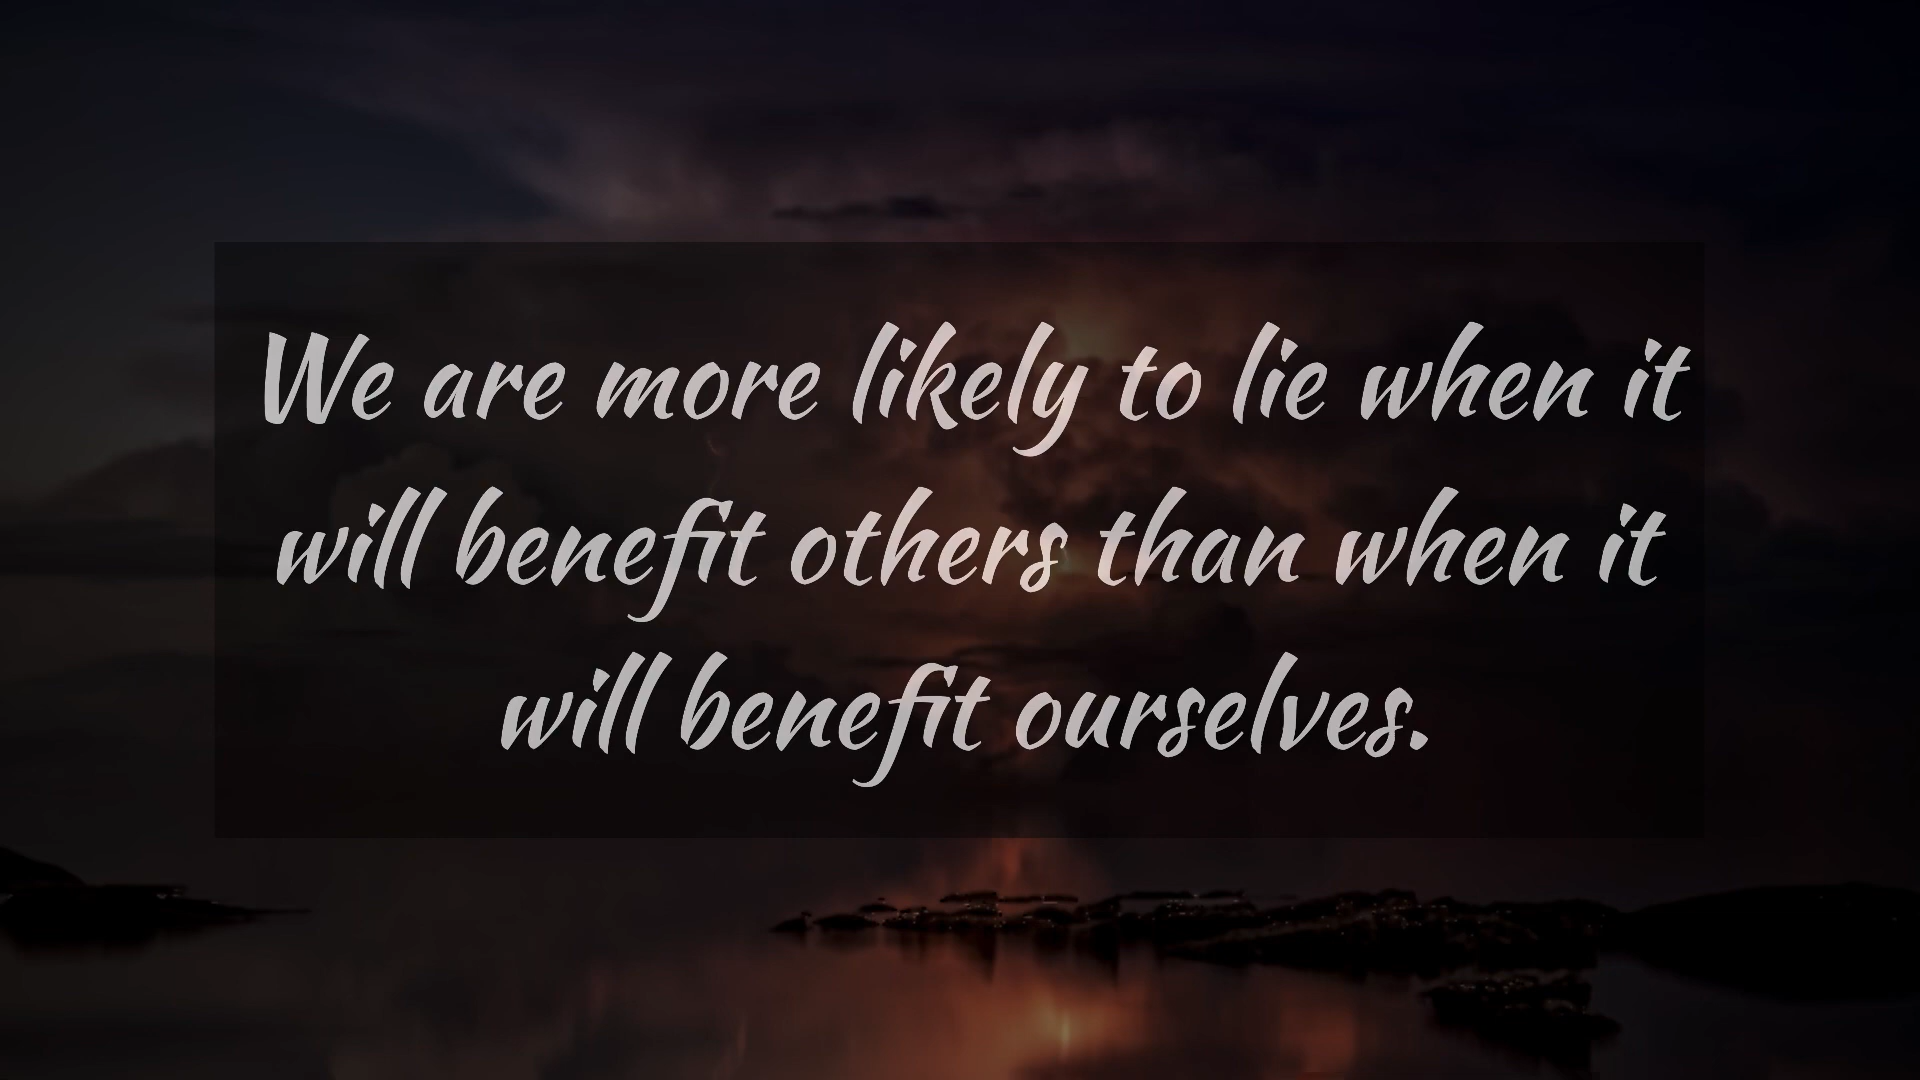 We are more likely to lie when it
will benefit others than when it
will benefit ourselves.